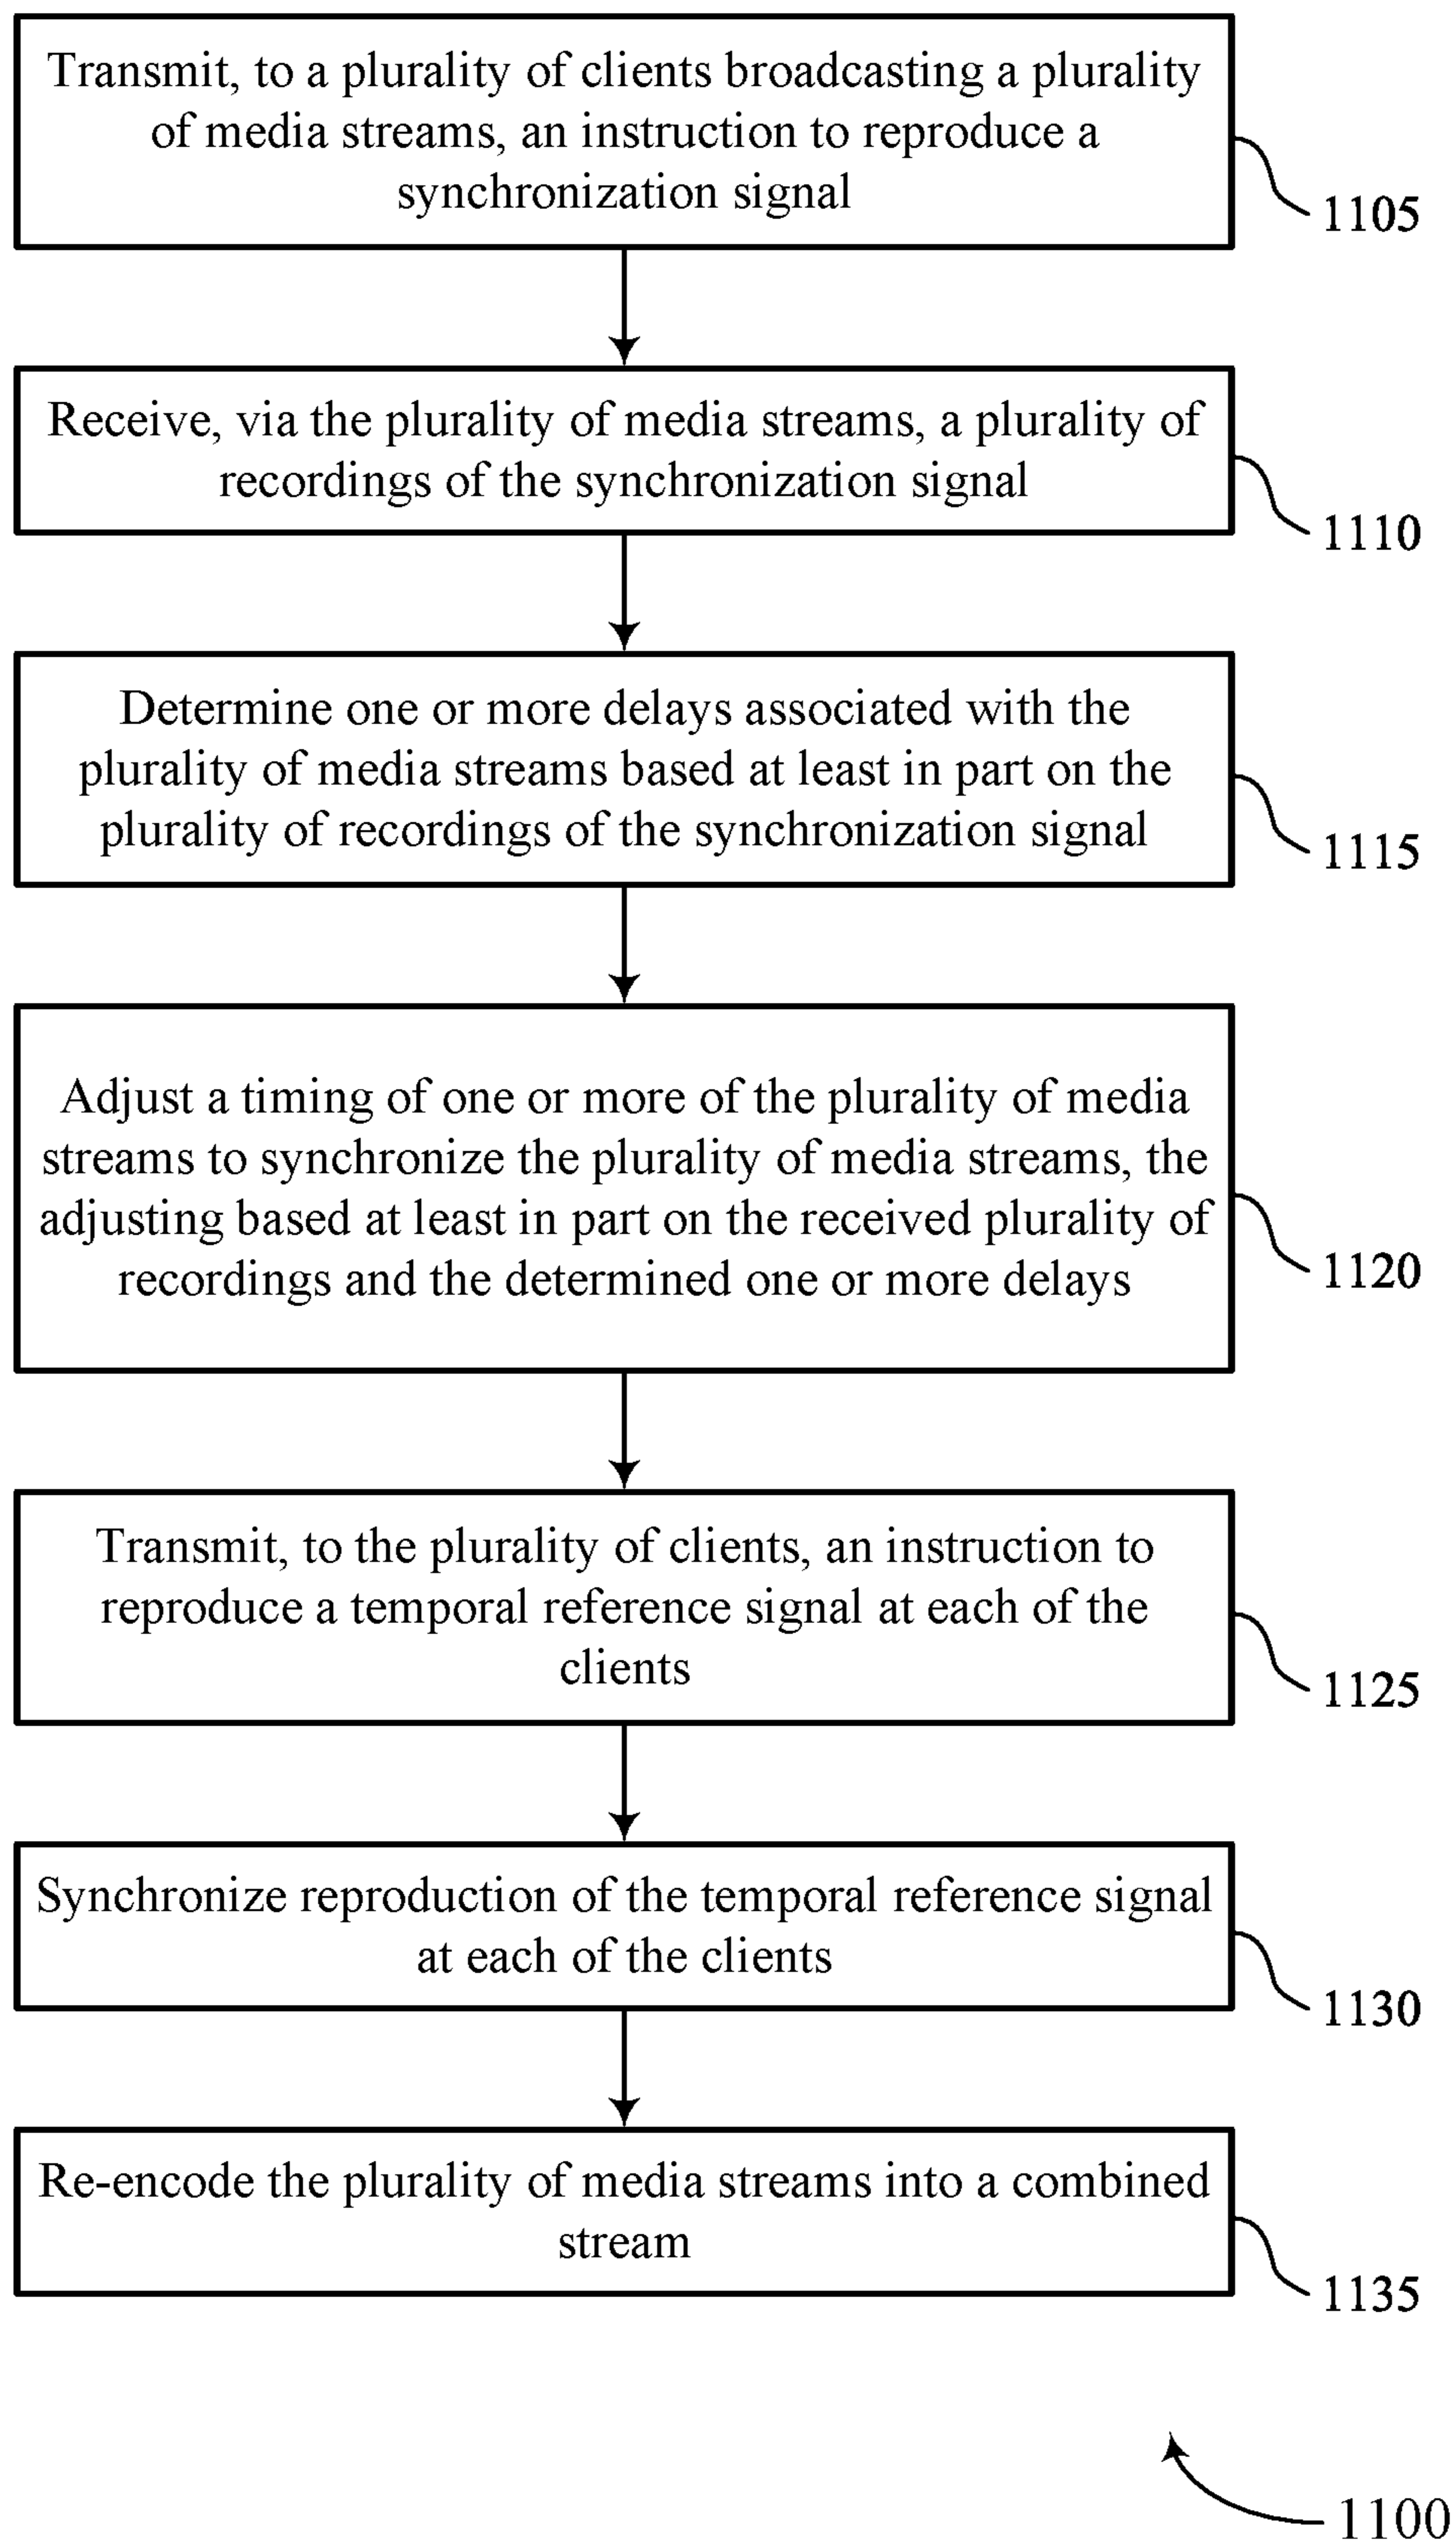 Transmit, to a plurality of clients broadcasting a plurality
of media streams, an instruction to reproduce a
synchronization signal
1105
Receive, via the plurality of media streams, a plurality of
recordings of the synchronization signal
1110
Determine one or more delays associated with the
plurality of media streams based at least in part on the
plurality of recordings of the synchronization signal
1115
Adjust a timing of one or more of the plurality of media
streams to synchronize the plurality of media streams, the
adjusting based at least in part on the received plurality of
recordings and the determined one or more delays
1120
Transmit, to the plurality of clients, an instruction to
reproduce a temporal reference signal at each of the
clients
1125
Synchronize reproduction of the temporal reference signal
at each of the clients
1130
Re-encode the plurality of media streams into a combined
stream
1135
1100